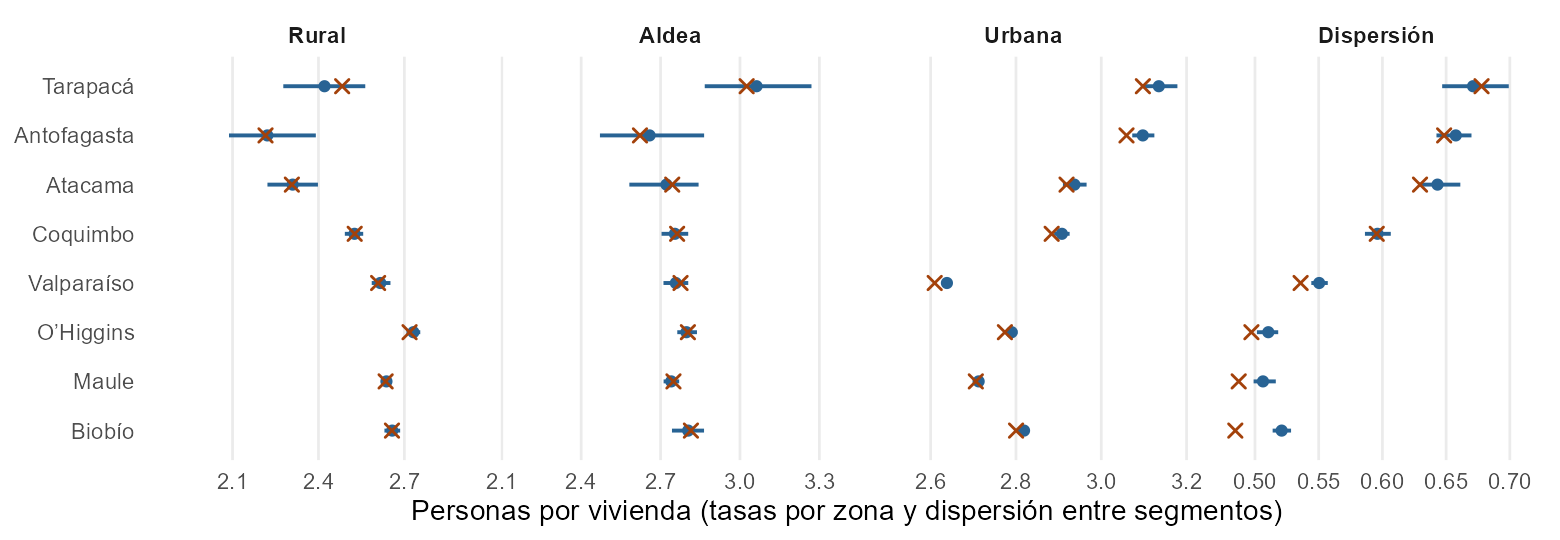 Rural Aldea Urbana Dispersión
Tarapacá
Antofagasta
Atacama
Coquimbo
Valparaíso
O’Higgins
Maule
Biobío
2.1 2.4 2.7 2.1 2.4 2.7 3.0 3.3 2.6 2.8 3.0 3.2 0.50 0.55 0.60 0.65 0.70
Personas por vivienda (tasas por zona y dispersión entre segmentos)